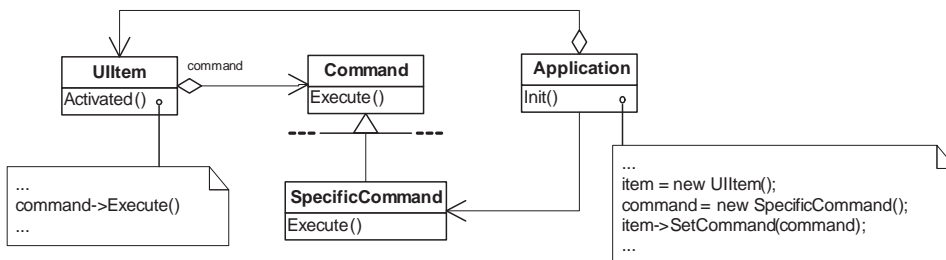 UIItem
Activated()
command
Command
Execute()
Application
Init()
...
command->Execute()
...
SpecificCommand
Execute()
...
item = new UIItem();
command = new SpecificCommand();
item->SetCommand(command);
...